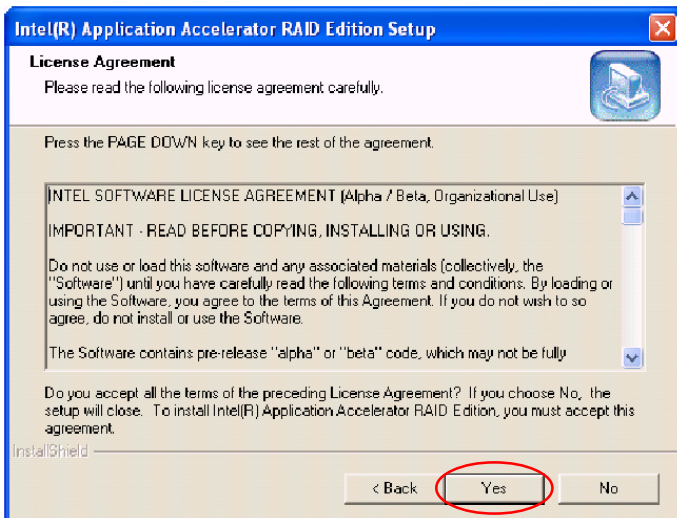 Intel(R) Application Accelerator RAID Edition Setup
License Agreement
Please read the following license agreement carefully.
Press the PAGE DOWN key to see the rest of the agreement.
INTEL SOFTWARE LICENSE AGREEMENT (Alpha / Beta, Organizational Use)
IMPORTANT - READ BEFORE COPYING, INSTALLING OR USING.
Do not use or load this software and any associated materials (collectively, the
"Software") until you have carefully read the following terms and conditions. By loading or
using the Software, you agree to the terms of this Agreement. If you do not wish to so
agree, do not install or use the Software.
The Software contains pre-release "alpha" or "beta" code, which may not be fully
Do you accept all the terms of the preceding License Agreement? If you choose No, the
setup will close. To install Intel(R) Application Accelerator RAID Edition, you must accept this
agreement.
InstallShield
< Back
Yes
No